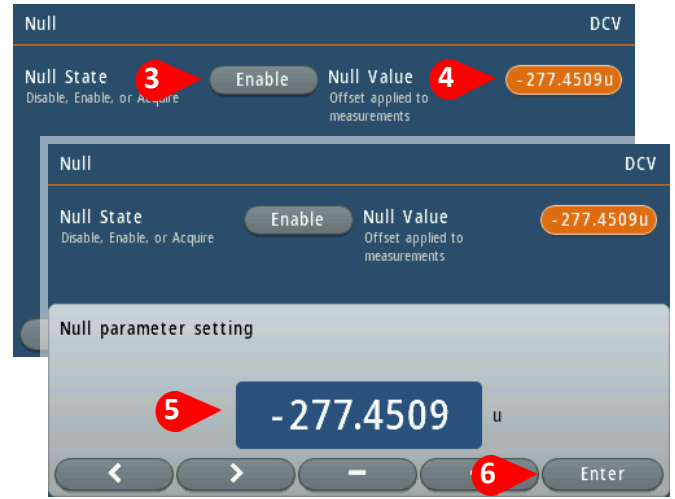 Null DCV
Null State 3 Enable Null Value 4 -277.4509u
Disable, Enable, or Acquire Offset applied to
measurements
Null DCV
Null State Enable Null Value -277.4509u
Disable, Enable, or Acquire Offset applied to
measurements
Null parameter setting
5 -277.4509 u
< > - 6 Enter